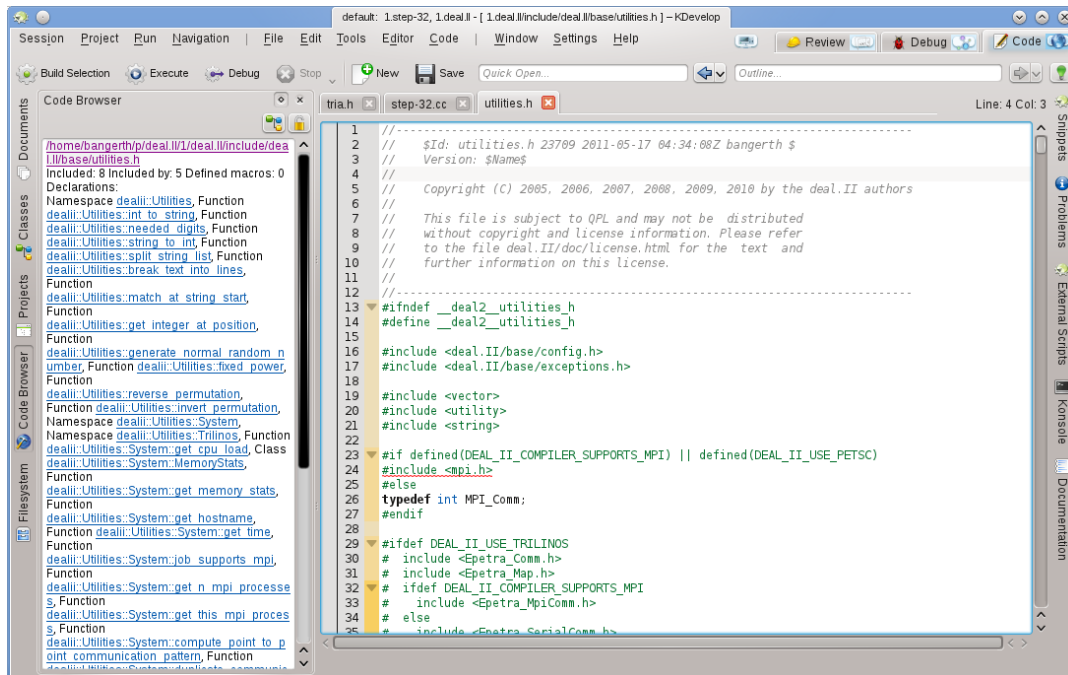 default: 1.step-32, 1.deal.II - [ 1.deal.II/include/deal.II/base/utilities.h ] – KDevelop
Session Project Run Navigation | File Edit Tools Editor Code | Window Settings Help
Review Debug Code
Build Selection Execute Debug Stop New Save Quick Open... Outline...
Documents
Classes
Projects
Code Browser
Filesystem
Code Browser
/home/bangerth/p/deal.II/1/deal.II/include/dea
l.II/base/utilities.h
Included: 8 Included by: 5 Defined macros: 0
Declarations:
Namespace dealii::Utilities, Function
dealii::Utilities::int_to_string, Function
dealii::Utilities::needed_digits, Function
dealii::Utilities::string_to_int, Function
dealii::Utilities::split_string_list, Function
dealii::Utilities::break_text_into_lines,
Function
dealii::Utilities::match_at_string_start,
Function
dealii::Utilities::get_integer_at_position,
Function
dealii::Utilities::generate_normal_random_n
umber, Function dealii::Utilities::fixed_power,
Function
dealii::Utilities::reverse_permutation,
Function dealii::Utilities::invert_permutation,
Namespace dealii::Utilities::System,
Namespace dealii::Utilities::Trilinos, Function
dealii::Utilities::System::get_cpu_load, Class
dealii::Utilities::System::MemoryStats,
Function
dealii::Utilities::System::get_memory_stats,
Function
dealii::Utilities::System::get_hostname,
Function dealii::Utilities::System::get_time,
Function
dealii::Utilities::System::job_supports_mpi,
Function
dealii::Utilities::System::get_n_mpi_processe
s, Function
dealii::Utilities::System::get_this_mpi_proces
s, Function
dealii::Utilities::System::compute_point_to_p
oint_communication_pattern, Function
dealii::Utilities::System::duplicate_communic
tria.h step-32.cc utilities.h Line: 4 Col: 3
1 //-----------------------------------------------------------------------------
2 // $Id: utilities.h 23709 2011-05-17 04:34:08Z bangerth $
3 // Version: $Name$
4 //
5 // Copyright (C) 2005, 2006, 2007, 2008, 2009, 2010 by the deal.II authors
6 //
7 // This file is subject to QPL and may not be distributed
8 // without copyright and license information. Please refer
9 // to the file deal.II/doc/license.html for the text and
10 // further information on this license.
11 //
12 //-----------------------------------------------------------------------------
13 #ifndef __deal2__utilities_h
14 #define __deal2__utilities_h
15
16 #include <deal.II/base/config.h>
17 #include <deal.II/base/exceptions.h>
18
19 #include <vector>
20 #include <utility>
21 #include <string>
22
23 #if defined(DEAL_II_COMPILER_SUPPORTS_MPI) || defined(DEAL_II_USE_PETSC)
24 #include <mpi.h>
25 #else
26 typedef int MPI_Comm;
27 #endif
28
29 #ifdef DEAL_II_USE_TRILINOS
30 # include <Epetra_Comm.h>
31 # include <Epetra_Map.h>
32 # ifdef DEAL_II_COMPILER_SUPPORTS_MPI
33 # include <Epetra_MpiComm.h>
34 # else
35 # include <Epetra_SerialComm.h>
Snippets
Problems
External Scripts
Konsole
Documentation